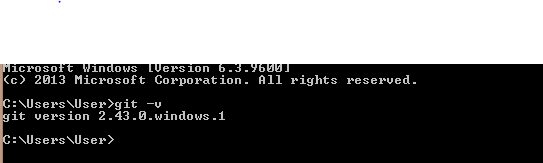 Microsoft Windows [Version 6.3.9600]
(c) 2013 Microsoft Corporation. All rights reserved.
C:\Users\User>git -v
git version 2.43.0.windows.1
C:\Users\User>